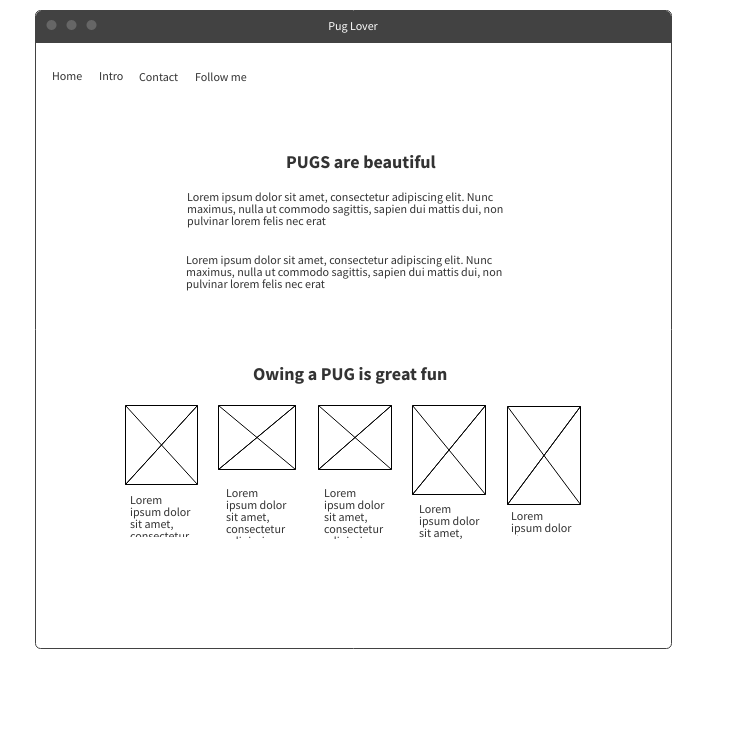 Pug Lover
Home Intro Contact Follow me
PUGS are beautiful
Lorem ipsum dolor sit amet, consectetur adipiscing elit. Nunc
maximus, nulla ut commodo sagittis, sapien dui mattis dui, non
pulvinar lorem felis nec erat
Lorem ipsum dolor sit amet, consectetur adipiscing elit. Nunc
maximus, nulla ut commodo sagittis, sapien dui mattis dui, non
pulvinar lorem felis nec erat
Owing a PUG is great fun
Lorem
ipsum dolor
sit amet,
consectetur
Lorem
ipsum dolor
sit amet,
consectetur
Lorem
ipsum dolor
sit amet,
consectetur
Lorem
ipsum dolor
sit amet,
Lorem
ipsum dolor